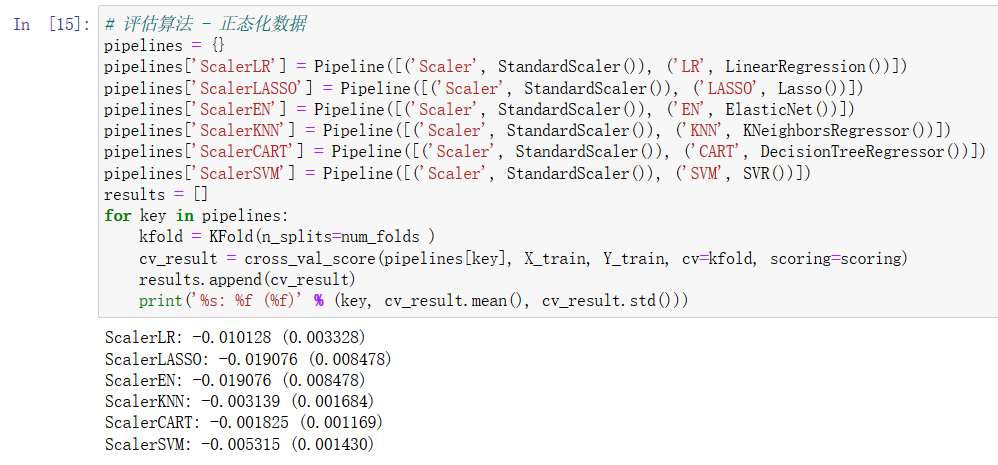 In [15]: # 评估算法 - 正态化数据
pipelines = {}
pipelines['ScalerLR'] = Pipeline([('Scaler', StandardScaler()), ('LR', LinearRegression())])
pipelines['ScalerLASSO'] = Pipeline([('Scaler', StandardScaler()), ('LASSO', Lasso())])
pipelines['ScalerEN'] = Pipeline([('Scaler', StandardScaler()), ('EN', ElasticNet())])
pipelines['ScalerKNN'] = Pipeline([('Scaler', StandardScaler()), ('KNN', KNeighborsRegressor())])
pipelines['ScalerCART'] = Pipeline([('Scaler', StandardScaler()), ('CART', DecisionTreeRegressor())])
pipelines['ScalerSVM'] = Pipeline([('Scaler', StandardScaler()), ('SVM', SVR())])
results = []
for key in pipelines:
    kfold = KFold(n_splits=num_folds )
    cv_result = cross_val_score(pipelines[key], X_train, Y_train, cv=kfold, scoring=scoring)
    results.append(cv_result)
    print('%s: %f (%f)' % (key, cv_result.mean(), cv_result.std()))
ScalerLR: -0.010128 (0.003328)
ScalerLASSO: -0.019076 (0.008478)
ScalerEN: -0.019076 (0.008478)
ScalerKNN: -0.003139 (0.001684)
ScalerCART: -0.001825 (0.001169)
ScalerSVM: -0.005315 (0.001430)